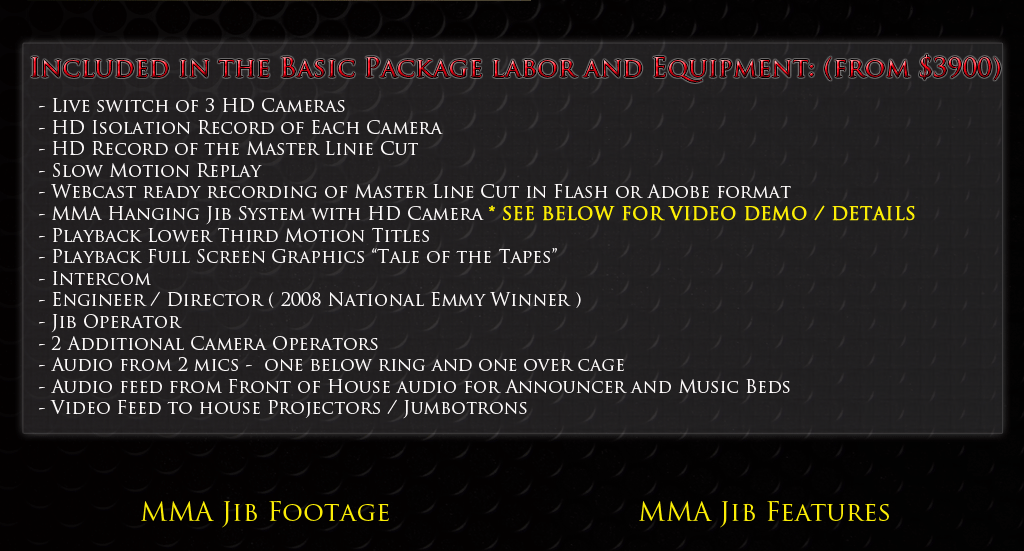 Included in the Basic Package labor and Equipment: (from $3900)
- Live switch of 3 HD Cameras
- HD Isolation Record of Each Camera
- HD Record of the Master Linie Cut
- Slow Motion Replay
- Webcast ready recording of Master Line Cut in Flash or Adobe format
- MMA Hanging Jib System with HD Camera * SEE BELOW FOR VIDEO DEMO / DETAILS
- Playback Lower Third Motion Titles
- Playback Full Screen Graphics “Tale of the Tapes”
- Intercom
- Engineer / Director ( 2008 National Emmy Winner )
- Jib Operator
- 2 Additional Camera Operators
- Audio from 2 mics - one below ring and one over cage
- Audio feed from Front of House audio for Announcer and Music Beds
- Video Feed to house Projectors / Jumbotrons
MMA Jib Footage
MMA Jib Features